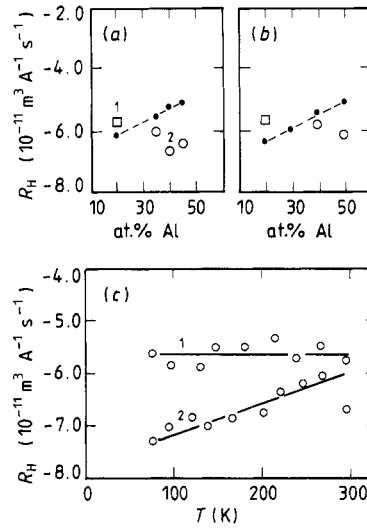 -2.0
(a)
(b)
-4.0
1
2
-6.0
-8.0
R_H (10⁻¹¹ m³ A⁻¹ s⁻¹)
10 30 50 10 30 50
at.% Al at.% Al
-4.0
(c)
-5.0
1
-6.0
2
-7.0
-8.0
R_H (10⁻¹¹ m³ A⁻¹ s⁻¹)
0 100 200 300
T (K)